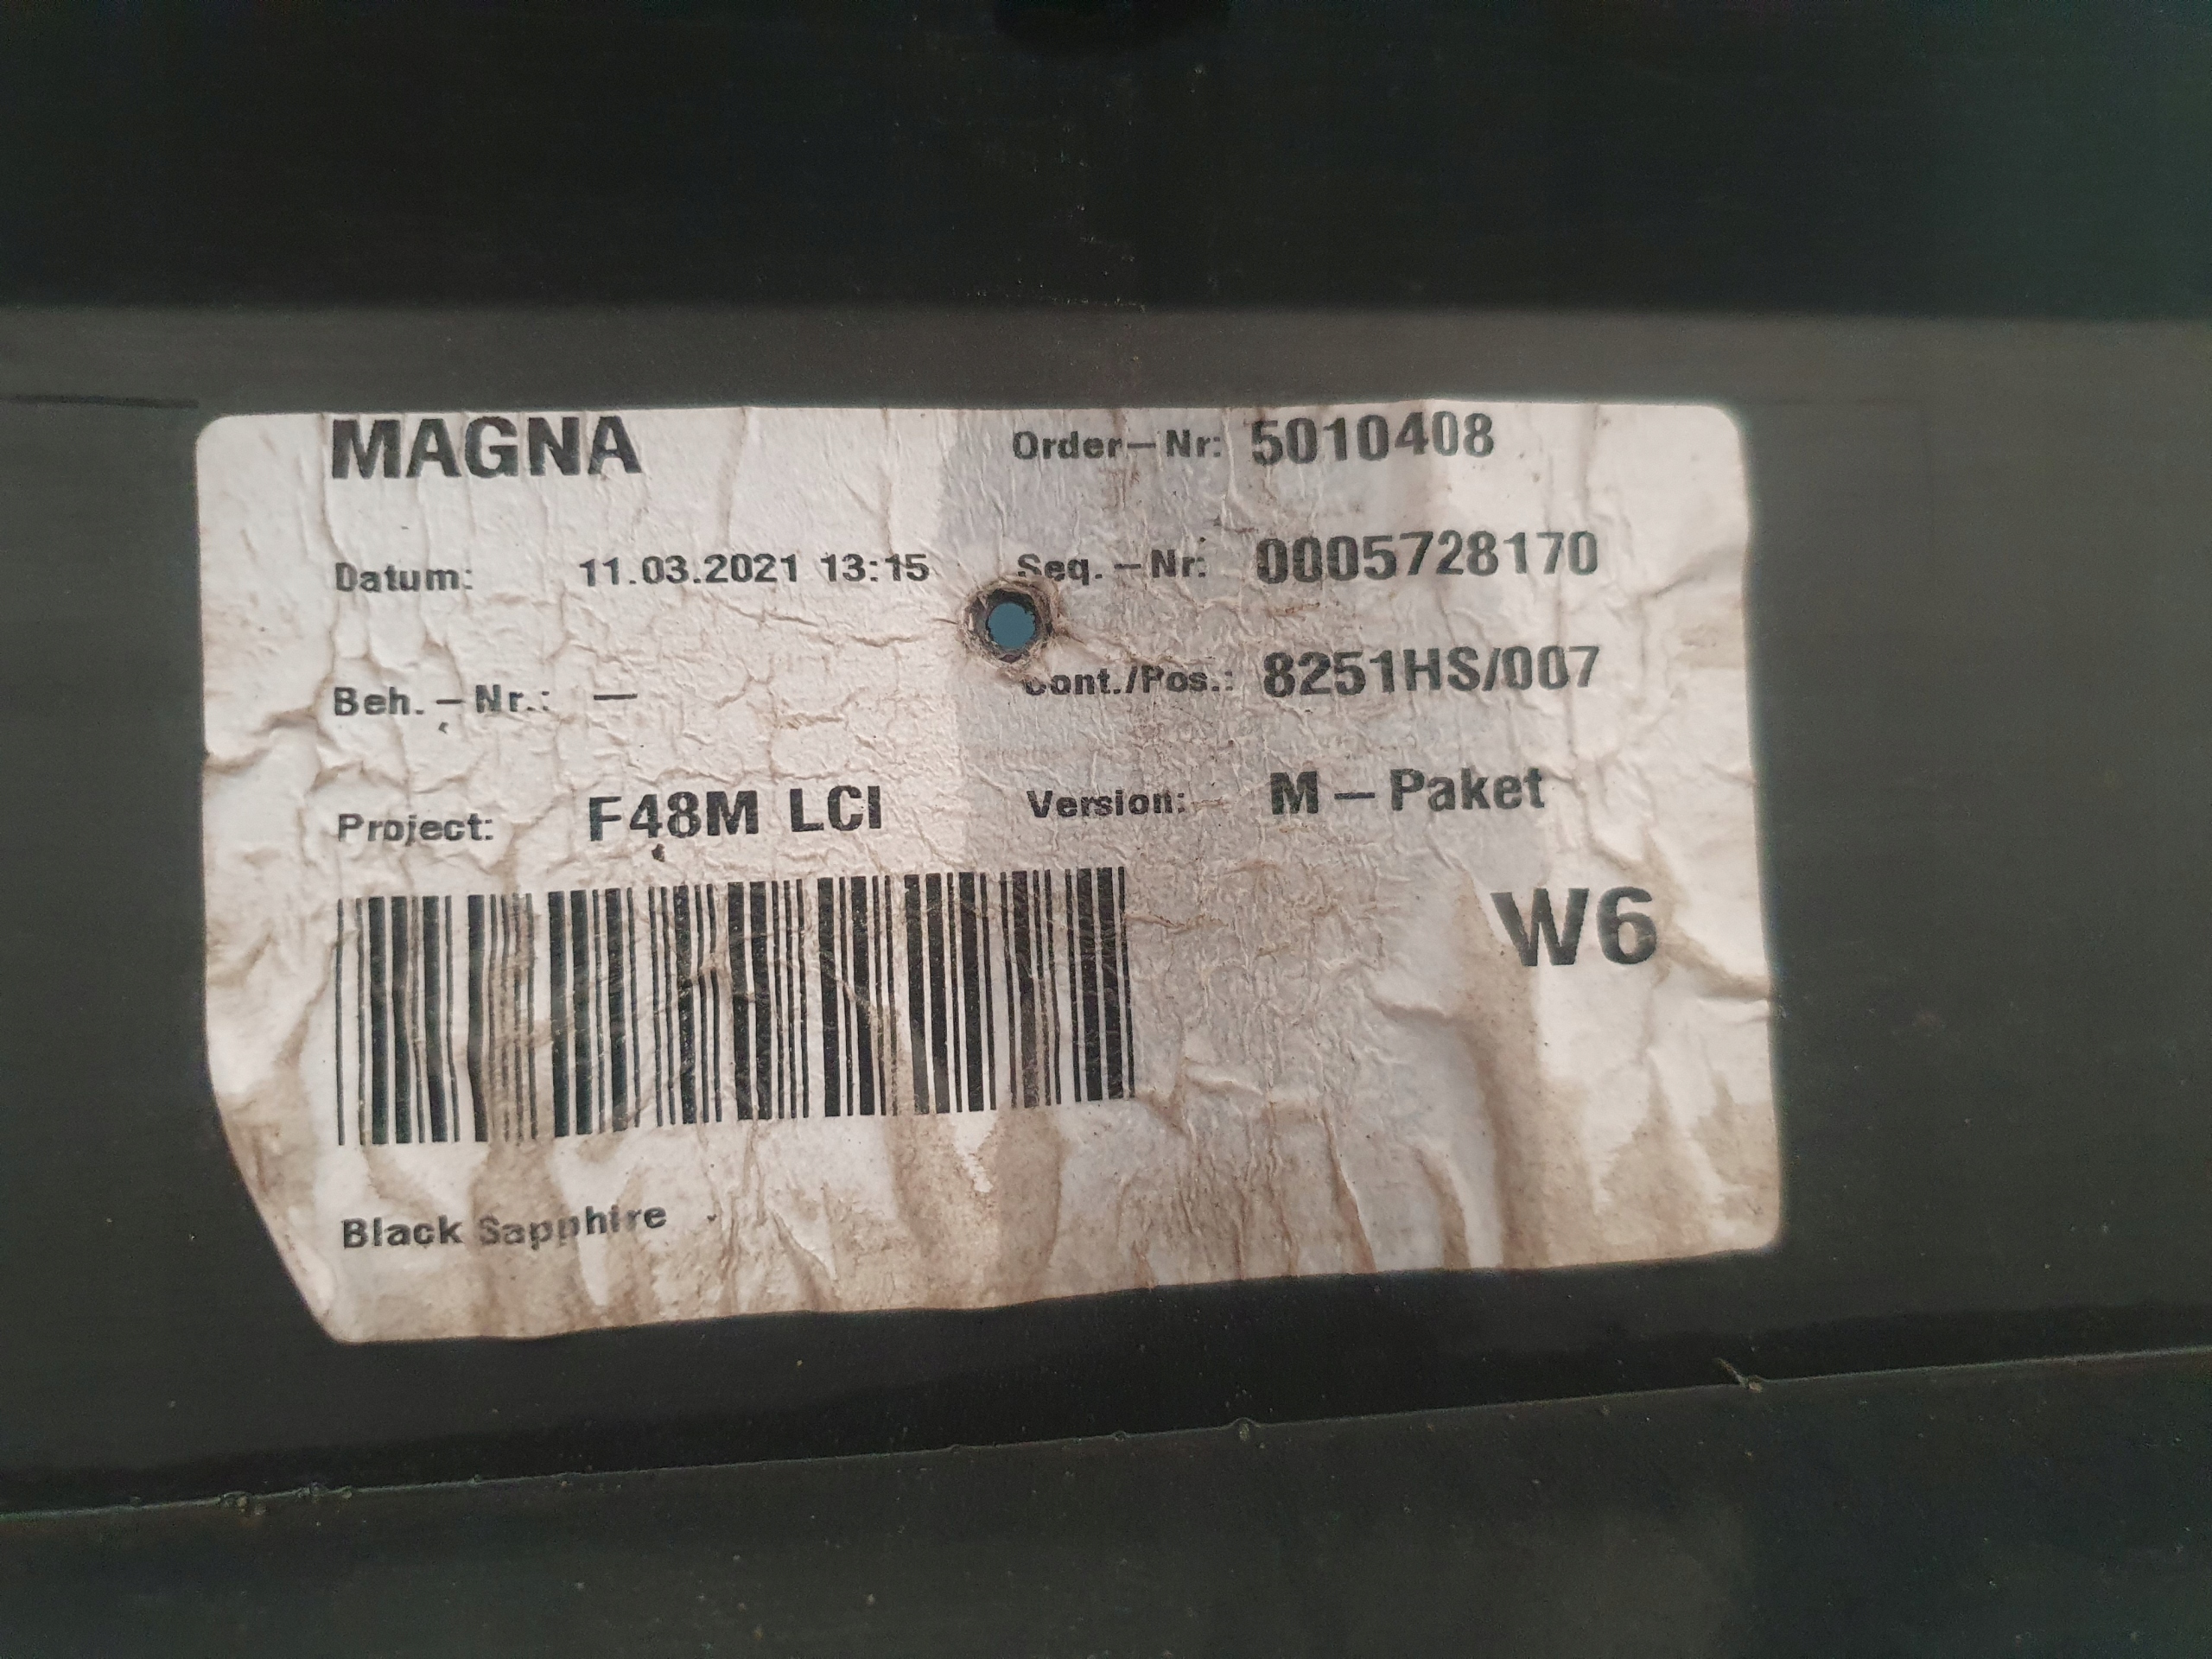 MAGNA Order-Nr: 5010408
Datum: 11.03.2021 13:15 Seq.-Nr: 0005728170
Beh.-Nr.: — Cont./Pos.: 8251HS/007
Project: F48M LCI Version: M-Paket
W6
Black Sapphire